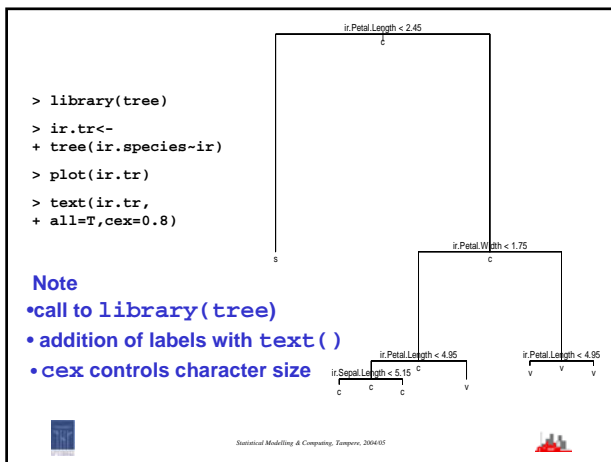 > library(tree)
> ir.tr<-
+ tree(ir.species~ir)
> plot(ir.tr)
> text(ir.tr,
+ all=T,cex=0.8)
Note
•call to library(tree)
• addition of labels with text()
• cex controls character size
ir.Petal.Length < 2.45
c
s
ir.Petal.Width < 1.75
c
ir.Petal.Length < 4.95
c
ir.Petal.Length < 4.95
v
ir.Sepal.Length < 5.15
c
c
c
v
v
v
Statistical Modelling & Computing, Tampere, 2004/05